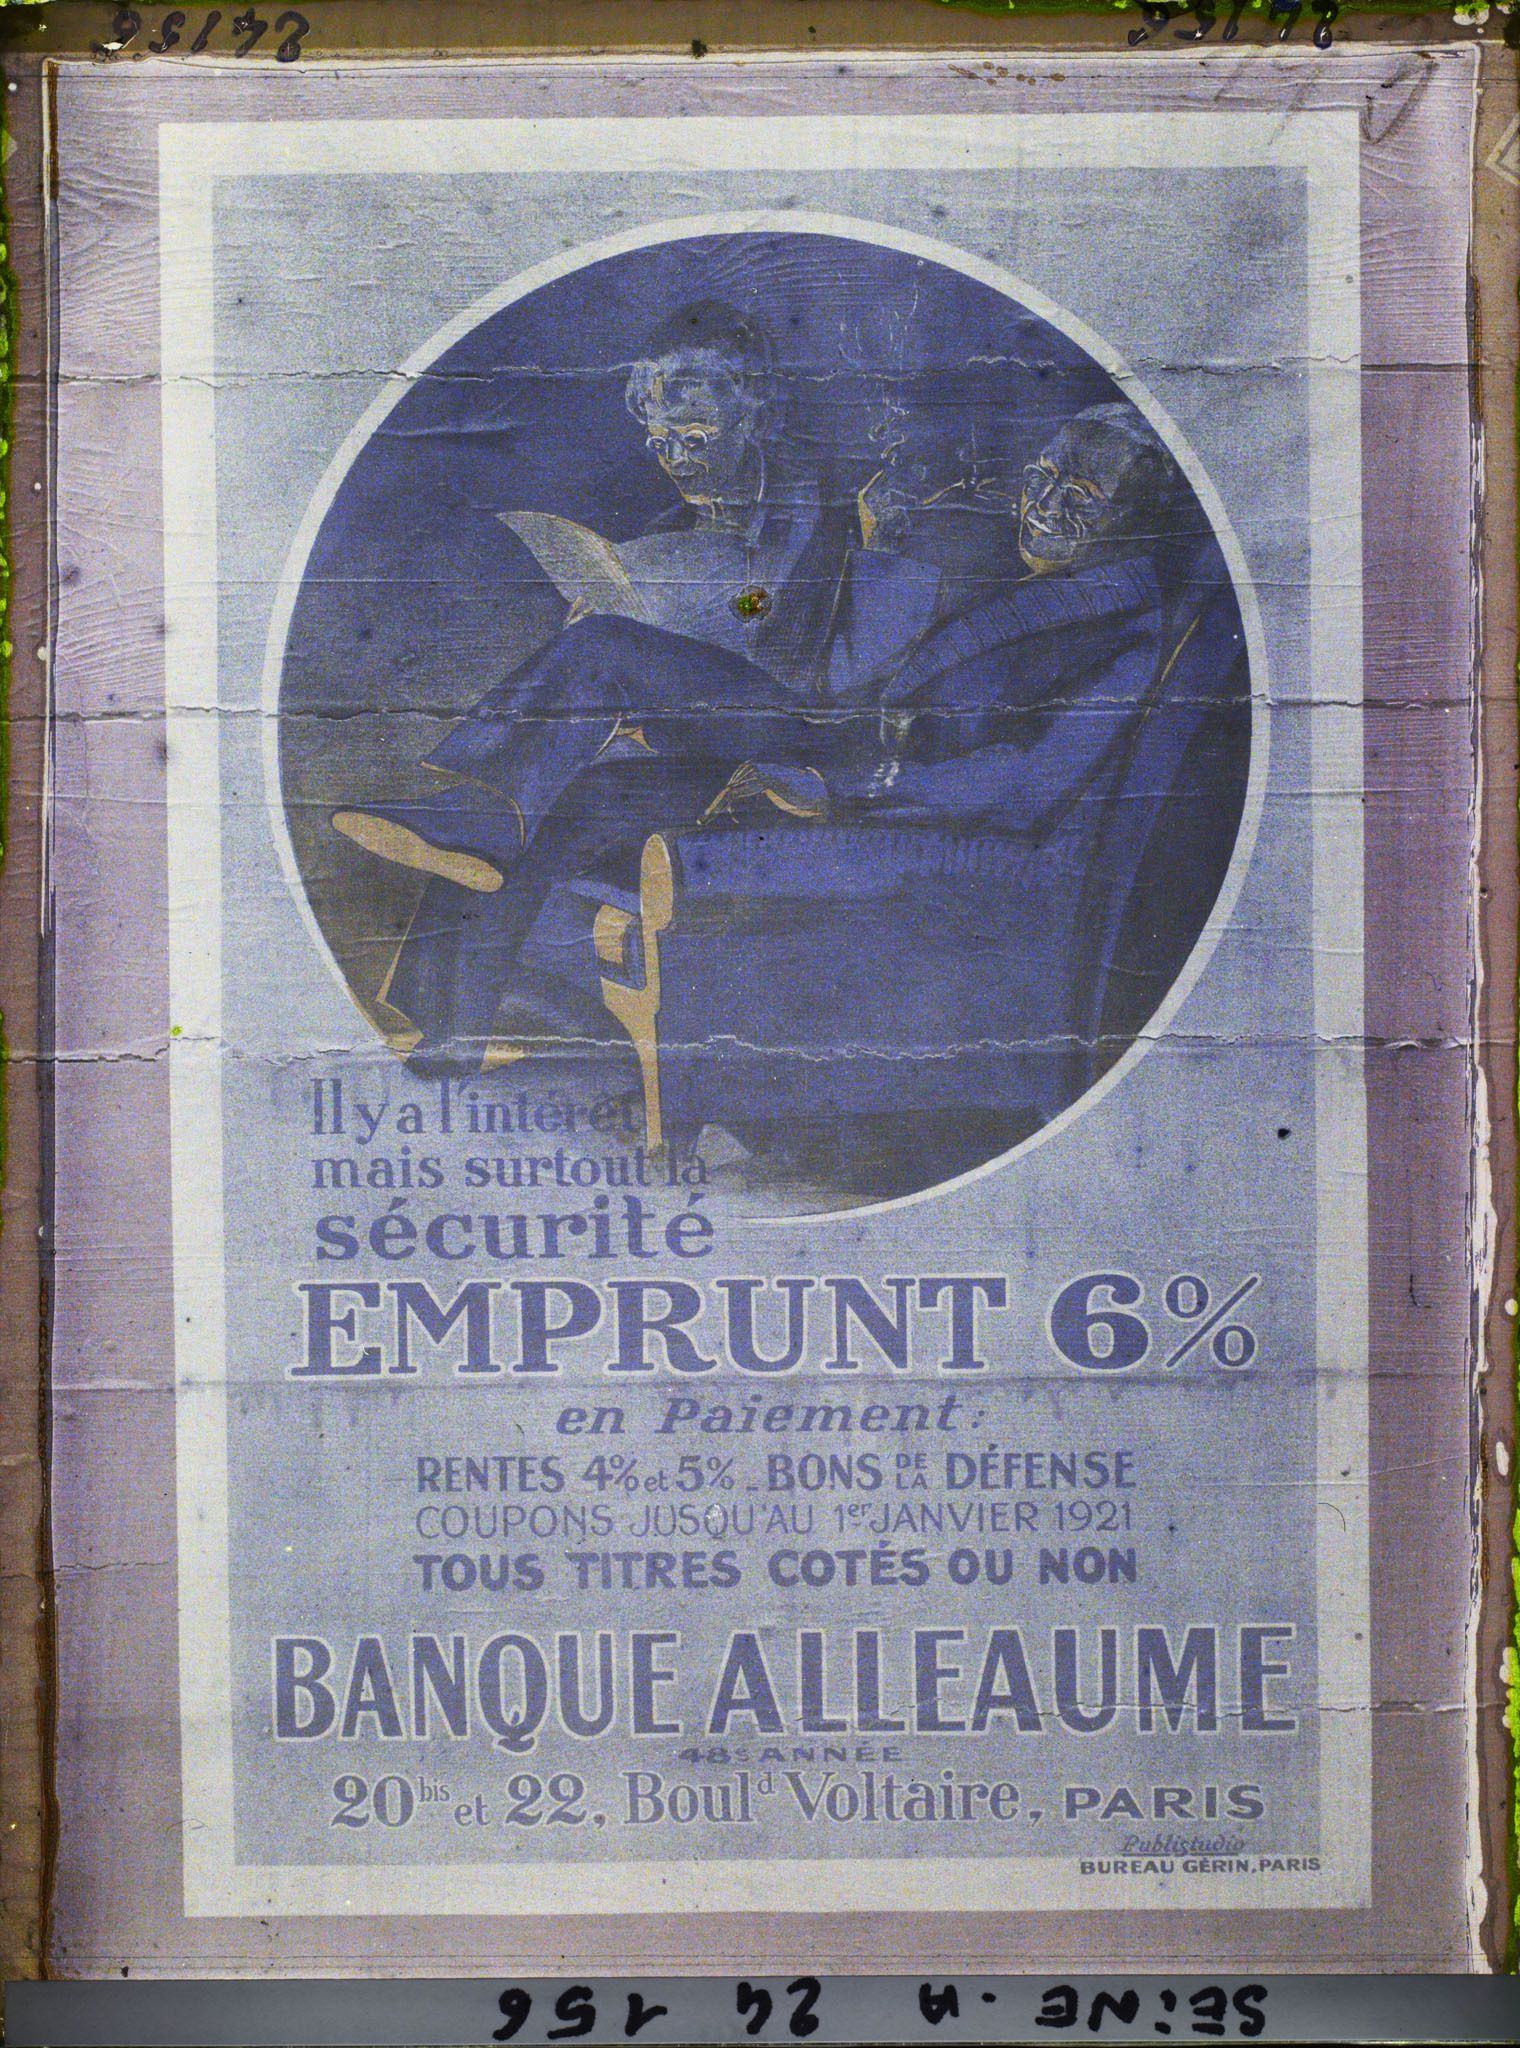 24156
24156
Il y a l'intérêt
mais surtout la
sécurité
EMPRUNT 6%
en Paiement:
RENTES 4% et 5% _ BONS DE LA DÉFENSE
COUPONS JUSQU'AU 1er JANVIER 1921
TOUS TITRES COTÉS OU NON
BANQUE ALLEAUME
48e ANNÉE
20bis et 22, Bould Voltaire, PARIS
Publistudio
BUREAU GÉRIN, PARIS
SEINE. A 24 156